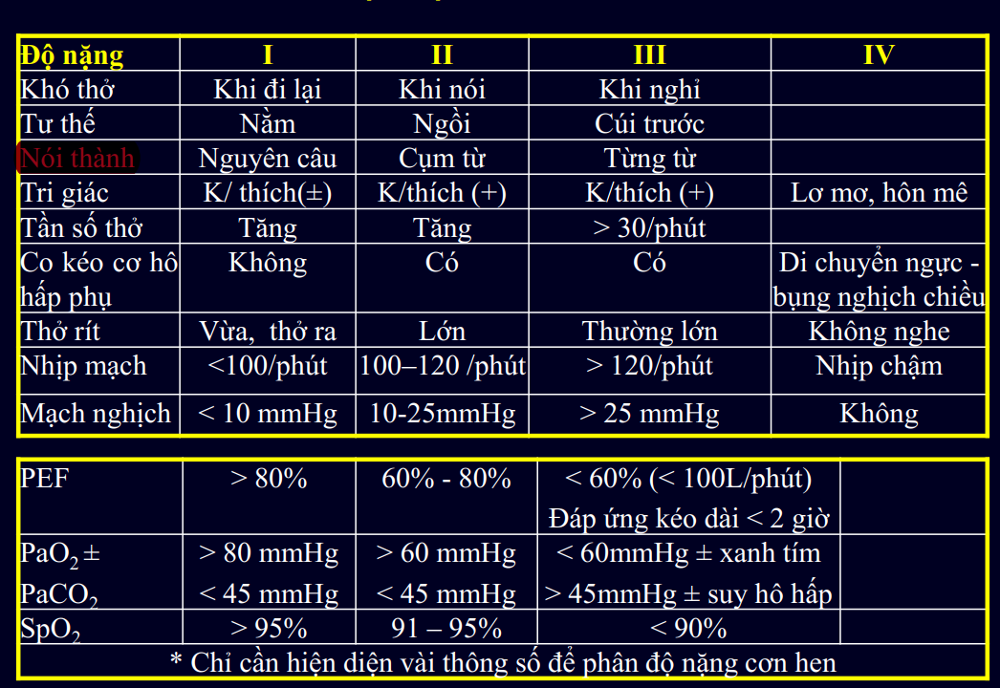 Độ nặng I II III IV
Khó thở Khi đi lại Khi nói Khi nghỉ
Tư thế Nằm Ngồi Cúi trước
Nói thành Nguyên câu Cụm từ Từng từ
Tri giác K/ thích(±) K/thích (+) K/thích (+) Lơ mơ, hôn mê
Tần số thở Tăng Tăng > 30/phút
Co kéo cơ hô Không Có Có Di chuyển ngực -
hấp phụ bụng nghịch chiều
Thở rít Vừa, thở ra Lớn Thường lớn Không nghe
Nhịp mạch <100/phút 100–120 /phút > 120/phút Nhịp chậm
Mạch nghịch < 10 mmHg 10-25mmHg > 25 mmHg Không
PEF > 80% 60% - 80% < 60% (< 100L/phút)
Đáp ứng kéo dài < 2 giờ
PaO2 ± > 80 mmHg > 60 mmHg < 60mmHg ± xanh tím
PaCO2 < 45 mmHg < 45 mmHg > 45mmHg ± suy hô hấp
SpO2 > 95% 91 – 95% < 90%
* Chỉ cần hiện diện vài thông số để phân độ nặng cơn hen